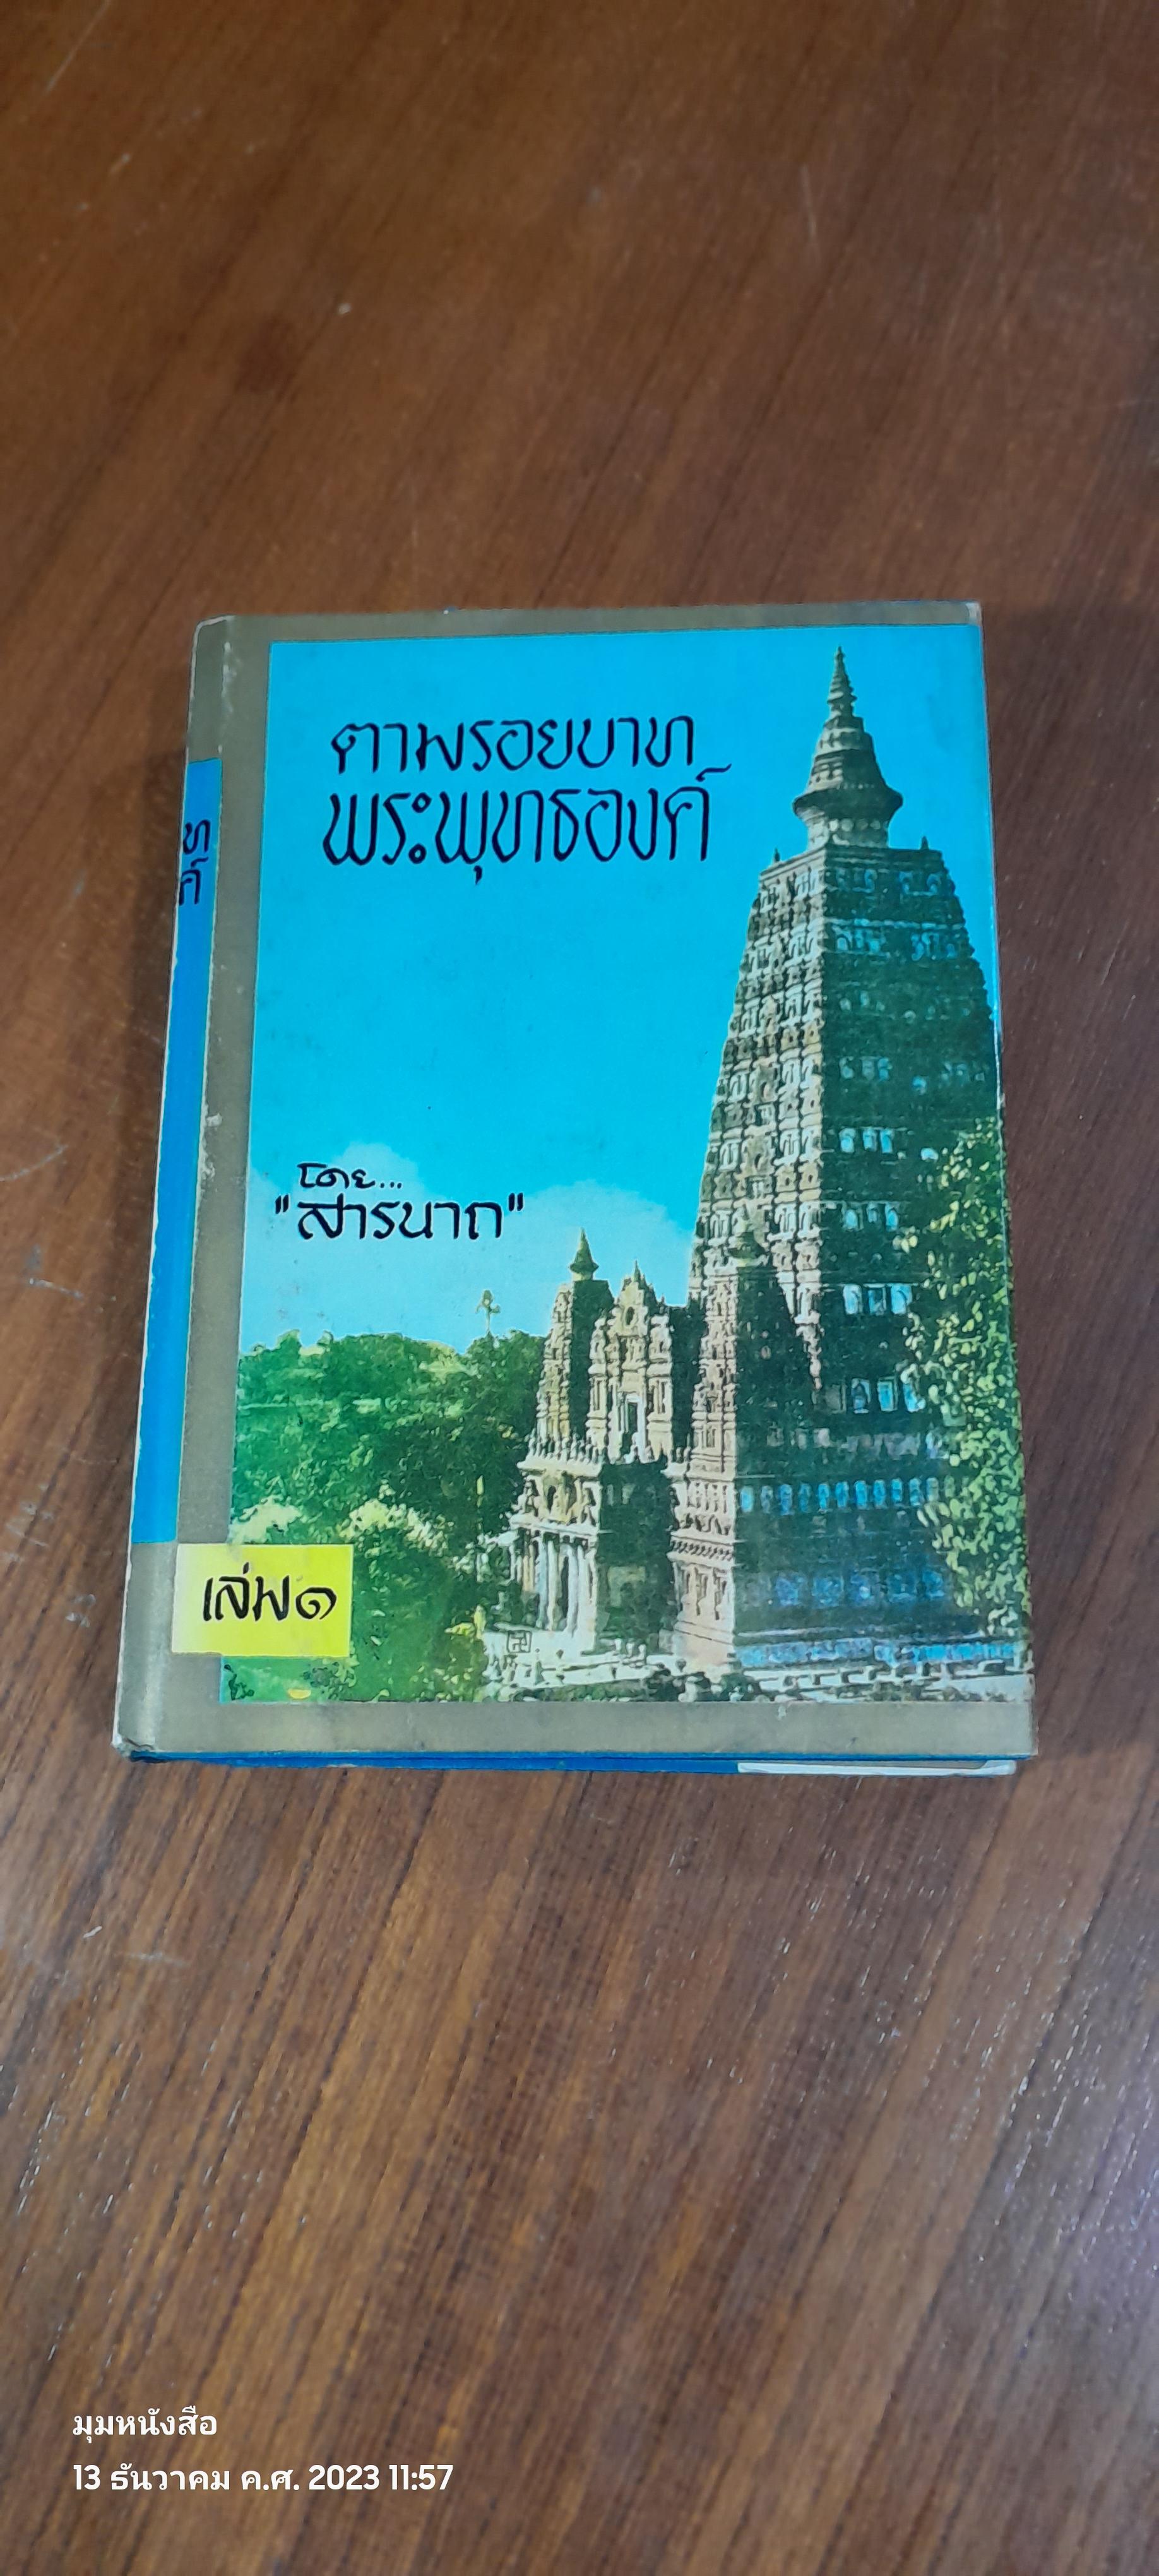 ตามรอยบาท
พระพุทธองค์
โดย...
"สารนาถ"
เล่ม ๑
ท
ค์
มุมหนังสือ
13 ธันวาคม ค.ศ. 2023 11:57